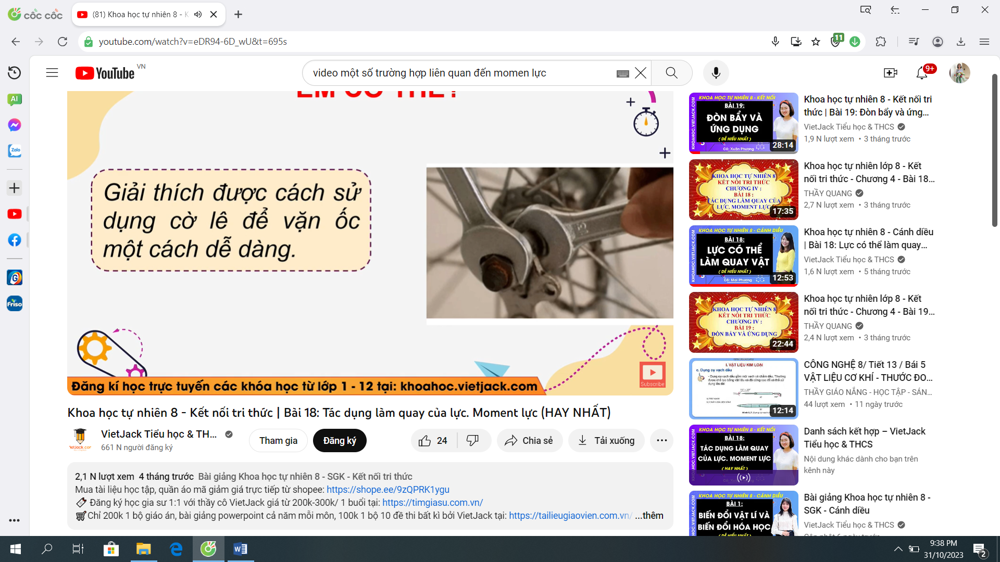 cốc cốc
(81) Khoa học tự nhiên 8 - K
youtube.com/watch?v=eDR94-6D_wU&t=695s
11
AI
Zalo
Friso
YouTube VN
video một số trường hợp liên quan đến momen lực
9+
EM CÓ THỂ?
Giải thích được cách sử
dụng cờ lê để vặn ốc
một cách dễ dàng.
Subscribe
Đăng kí học trực tuyến các khóa học từ lớp 1 - 12 tại: khoahoc.vietjack.com
Khoa học tự nhiên 8 - Kết nối tri thức | Bài 18: Tác dụng làm quay của lực. Moment lực (HAY NHẤT)
VietJack Tiểu học & TH...
661 N người đăng ký
Tham gia
Đăng ký
24
Chia sẻ
Tải xuống
2,1 N lượt xem 4 tháng trước Bài giảng Khoa học tự nhiên 8 - SGK - Kết nối tri thức
Mua tài liệu học tập, quần áo mã giảm giá trực tiếp từ shopee: https://shope.ee/9zQPRK1ygu
Đăng ký học gia sư 1:1 với thầy cô VietJack giá từ 200k-300k/ 1 buổi tại: https://timgiasu.com.vn/
Chỉ 200k 1 bộ giáo án, bài giảng powerpoint cả năm mỗi môn, 100k 1 bộ 10 đề thi bất kì bởi VietJack tại: https://tailieugiaovien.com.vn/ ...thêm
KHOA HỌC TỰ NHIÊN 8 - KẾT NỐI
KHOAHOC.VIETJACK.COM
BÀI 19:
ĐÒN BẨY VÀ
ỨNG DỤNG
( DỄ HIỂU NHẤT )
Cô: Xuân Phượng
28:14
Khoa học tự nhiên 8 - Kết nối tri
thức | Bài 19: Đòn bẩy và ứng...
VietJack Tiểu học & THCS
1,9 N lượt xem • 3 tháng trước
KHOA HỌC TỰ NHIÊN 8
KẾT NỐI TRI THỨC
CHƯƠNG IV :
BÀI 18 :
TÁC DỤNG LÀM QUAY CỦA
LỰC. MOMENT LỰC
17:35
Khoa học tự nhiên lớp 8 - Kết
nối tri thức - Chương 4 - Bài 18...
THẦY QUANG
2,7 N lượt xem • 3 tháng trước
KHOA HỌC TỰ NHIÊN 8 - CÁNH DIỀU
KHOAHOC.VIETJACK.COM
BÀI 18:
LỰC CÓ THỂ
LÀM QUAY VẬT
( DỄ HIỂU NHẤT )
Cô: Mai Phương
12:53
Khoa học tự nhiên 8 - Cánh diều
| Bài 18: Lực có thể làm quay...
VietJack Tiểu học & THCS
1,6 N lượt xem • 5 tháng trước
KHOA HỌC TỰ NHIÊN 8
KẾT NỐI TRI THỨC
CHƯƠNG IV :
BÀI 19 :
ĐÒN BẨY VÀ ỨNG DỤNG
22:44
Khoa học tự nhiên lớp 8 - Kết
nối tri thức - Chương 4 - Bài 19...
THẦY QUANG
2,4 N lượt xem • 3 tháng trước
I. VẬT LIỆU KIM LOẠI
c. Dụng cụ vạch dấu
12:14
CÔNG NGHỆ 8/ Tiết 13 / Bái 5
VẬT LIỆU CƠ KHÍ - THƯỚC ĐO...
THẦY GIÁO NẮNG - HỌC TẬP - SÁN...
44 lượt xem • 11 ngày trước
KHOA HỌC TỰ NHIÊN 8 - KẾT NỐI
KHOAHOC.VIETJACK.COM
BÀI 18:
TÁC DỤNG LÀM QUAY
CỦA LỰC. MOMENT LỰC
( HAY NHẤT )
Danh sách kết hợp – VietJack
Tiểu học & THCS
Nội dung khác dành cho bạn trên
kênh này
KHOA HỌC TỰ NHIÊN 8 - CÁNH DIỀU
BÀI 1:
BIẾN ĐỔI VẬT LÍ VÀ
BIẾN ĐỔI HÓA HỌC
Bài giảng Khoa học tự nhiên 8 -
SGK - Cánh diều
VietJack Tiểu học & THCS
9:38 PM
31/10/2023
2